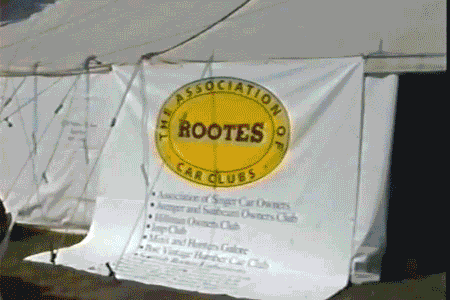 THE ASSOCIATION OF
ROOTES
· CAR CLUBS ·
• Association of Singer Car Owners
• Avenger and Sunbeam Owners Club
• Hillman Owners Club
• Imp Club
• Minx and Hunters Galore
• Post Vintage Humber Car Club